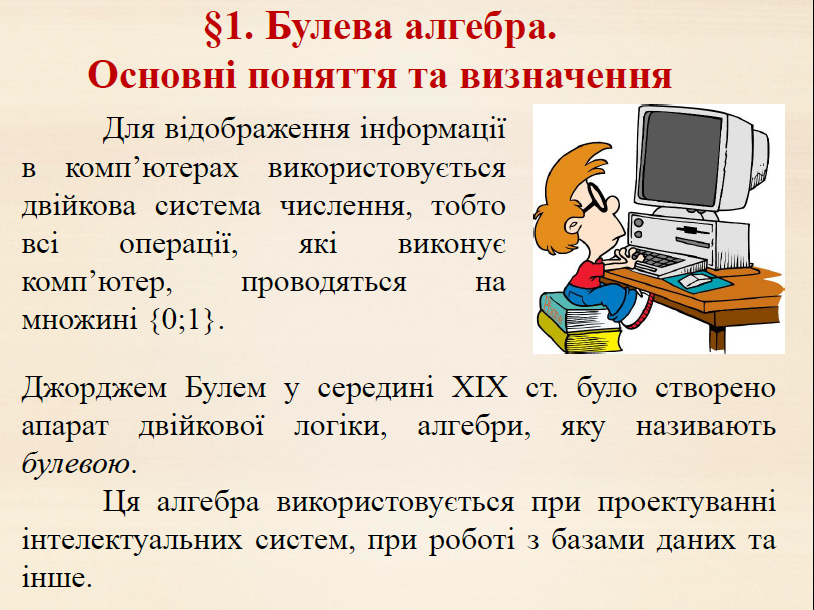 §1. Булева алгебра.
Основні поняття та визначення
Для відображення інформації
в комп’ютерах використовується
двійкова система числення, тобто
всі операції, які виконує
комп’ютер, проводяться на
множині {0;1}.
Джорджем Булем у середині XIX ст. було створено
апарат двійкової логіки, алгебри, яку називають
булевою.
Ця алгебра використовується при проектуванні
інтелектуальних систем, при роботі з базами даних та
інше.